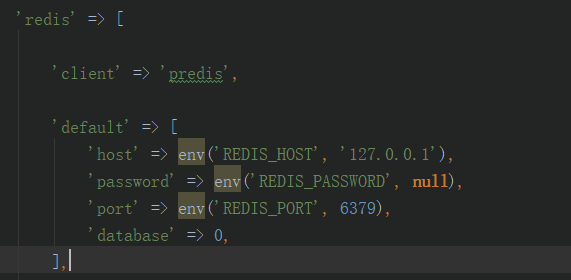 'redis' => [
'client' => 'predis',
'default' => [
'host' => env('REDIS_HOST', '127.0.0.1'),
'password' => env('REDIS_PASSWORD', null),
'port' => env('REDIS_PORT', 6379),
'database' => 0,
],